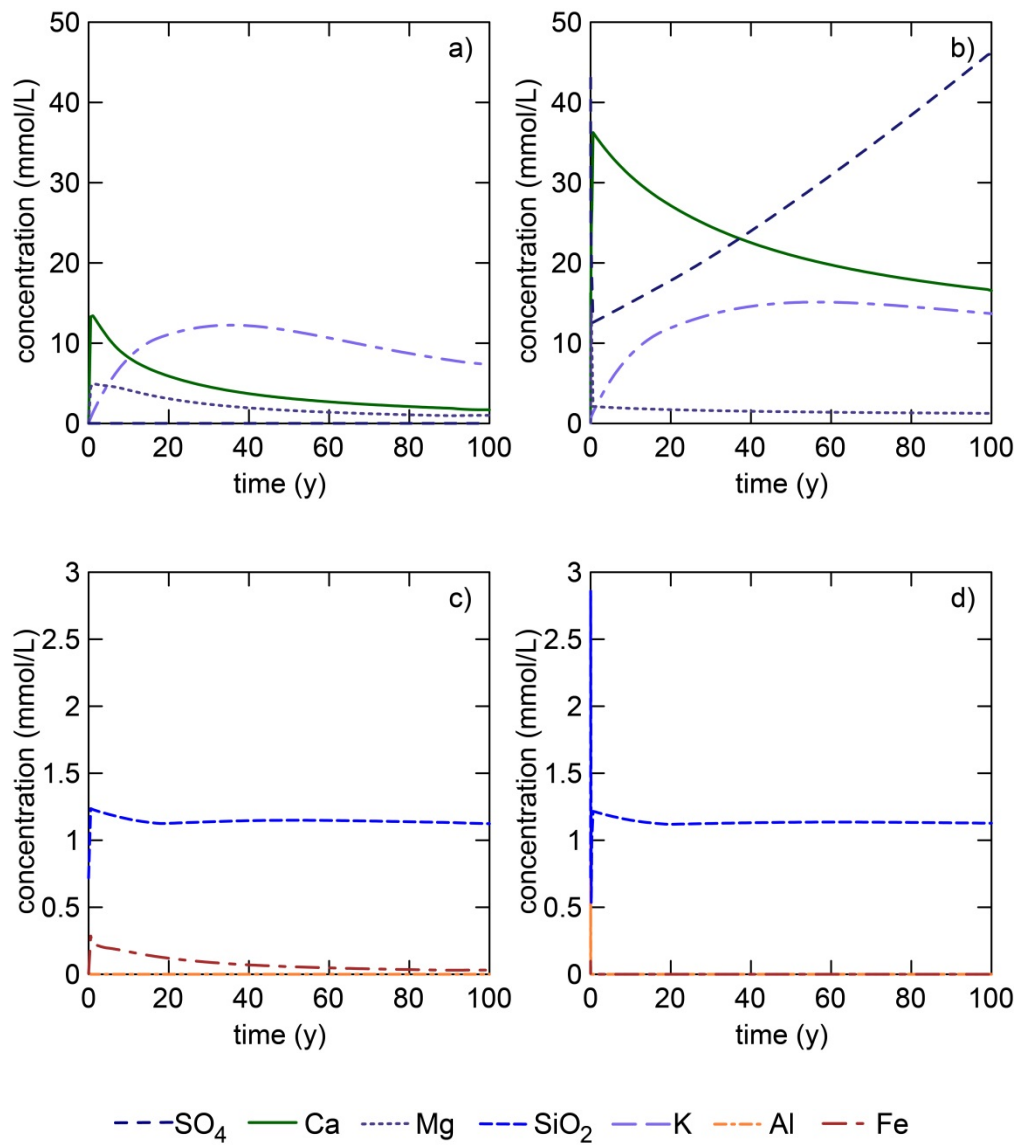 a)
50
40
30
20
10
0
concentration (mmol/L)
0 20 40 60 80 100
time (y)
b)
50
40
30
20
10
0
concentration (mmol/L)
0 20 40 60 80 100
time (y)
c)
3
2.5
2
1.5
1
0.5
0
concentration (mmol/L)
0 20 40 60 80 100
time (y)
d)
3
2.5
2
1.5
1
0.5
0
concentration (mmol/L)
0 20 40 60 80 100
time (y)
SO₄ Ca Mg SiO₂ K Al Fe